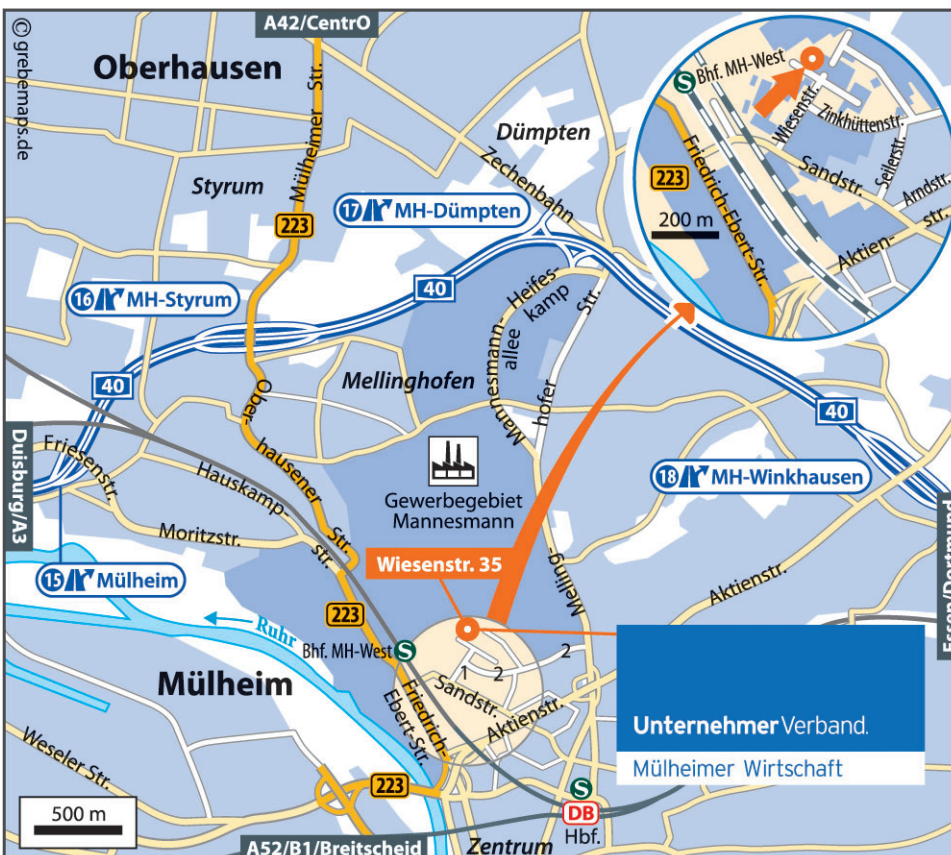 © grebemaps.de
A42/CentrO
Oberhausen
Mülheimer Str.
Styrum
Dümpten
Zechenbahn
223
17 MH-Dümpten
16 MH-Styrum
40
40
40
Heifes-
kamp
Mannesmann-
allee
Melling-
hofer
Str.
Mellinghofen
Ober-
hausener
Str.
Duisburg/A3
Friesenstr.
Hauskamp-
str.
Moritzstr.
15 Mülheim
Gewerbegebiet
Mannesmann
18 MH-Winkhausen
Essen/Dortmund
Wiesenstr. 35
Aktienstr.
223
Ruhr
Bhf. MH-West
S
Mülheim
1
2
2
Sandstr.
Aktienstr.
Friedrich-
Ebert-Str.
Weseler Str.
223
500 m
A52/B1/Breitscheid
Zentrum
S
DB
Hbf.
UnternehmerVerband.
Mülheimer Wirtschaft
S
Bhf. MH-West
Wiesenstr.
Zinkhüttenstr.
Sandstr.
Seilerstr.
Arndtstr.
Aktien-
str.
223
Friedrich-Ebert-Str.
200 m